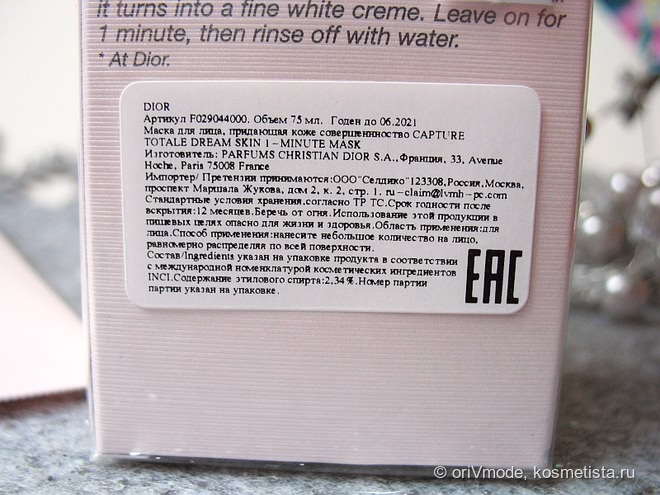 it turns into a fine white creme. Leave on for
1 minute, then rinse off with water.
* At Dior.
DIOR
Артикул F029044000. Объем 75 мл. Годен до 06.2021
Маска для лица, придающая коже совершеннство CAPTURE
TOTALE DREAM SKIN 1-MINUTE MASK
Изготовитель: PARFUMS CHRISTIAN DIOR S.A.,Франция, 33, Avenue
Hoche, Paris 75008 France
Импортер/ Претензии принимаются:ООО"Селдико"123308,Россия,Москва,
проспект Маршала Жукова, дом 2, к. 2, стр. 1. ru-claim@lvmh-pc.com
Стандартные условия хранения,согласно ТР ТС.Срок годности после
вскрытия:12 месяцев.Беречь от огня.Использование этой продукции в
пищевых целях опасно для жизни и здоровья.Область применения:для
лица.Способ применения:нанесите небольшое количество на лицо,
равномерно распределяя по всей поверхности.
Состав/Ingredients указан на упаковке продукта в соответствии
с международной номенклатурой косметических ингредиентов
INCI.Содержание этилового спирта:2,34%.Номер партии
партии указан на упаковке.
EAC
© oriVmode, kosmetista.ru